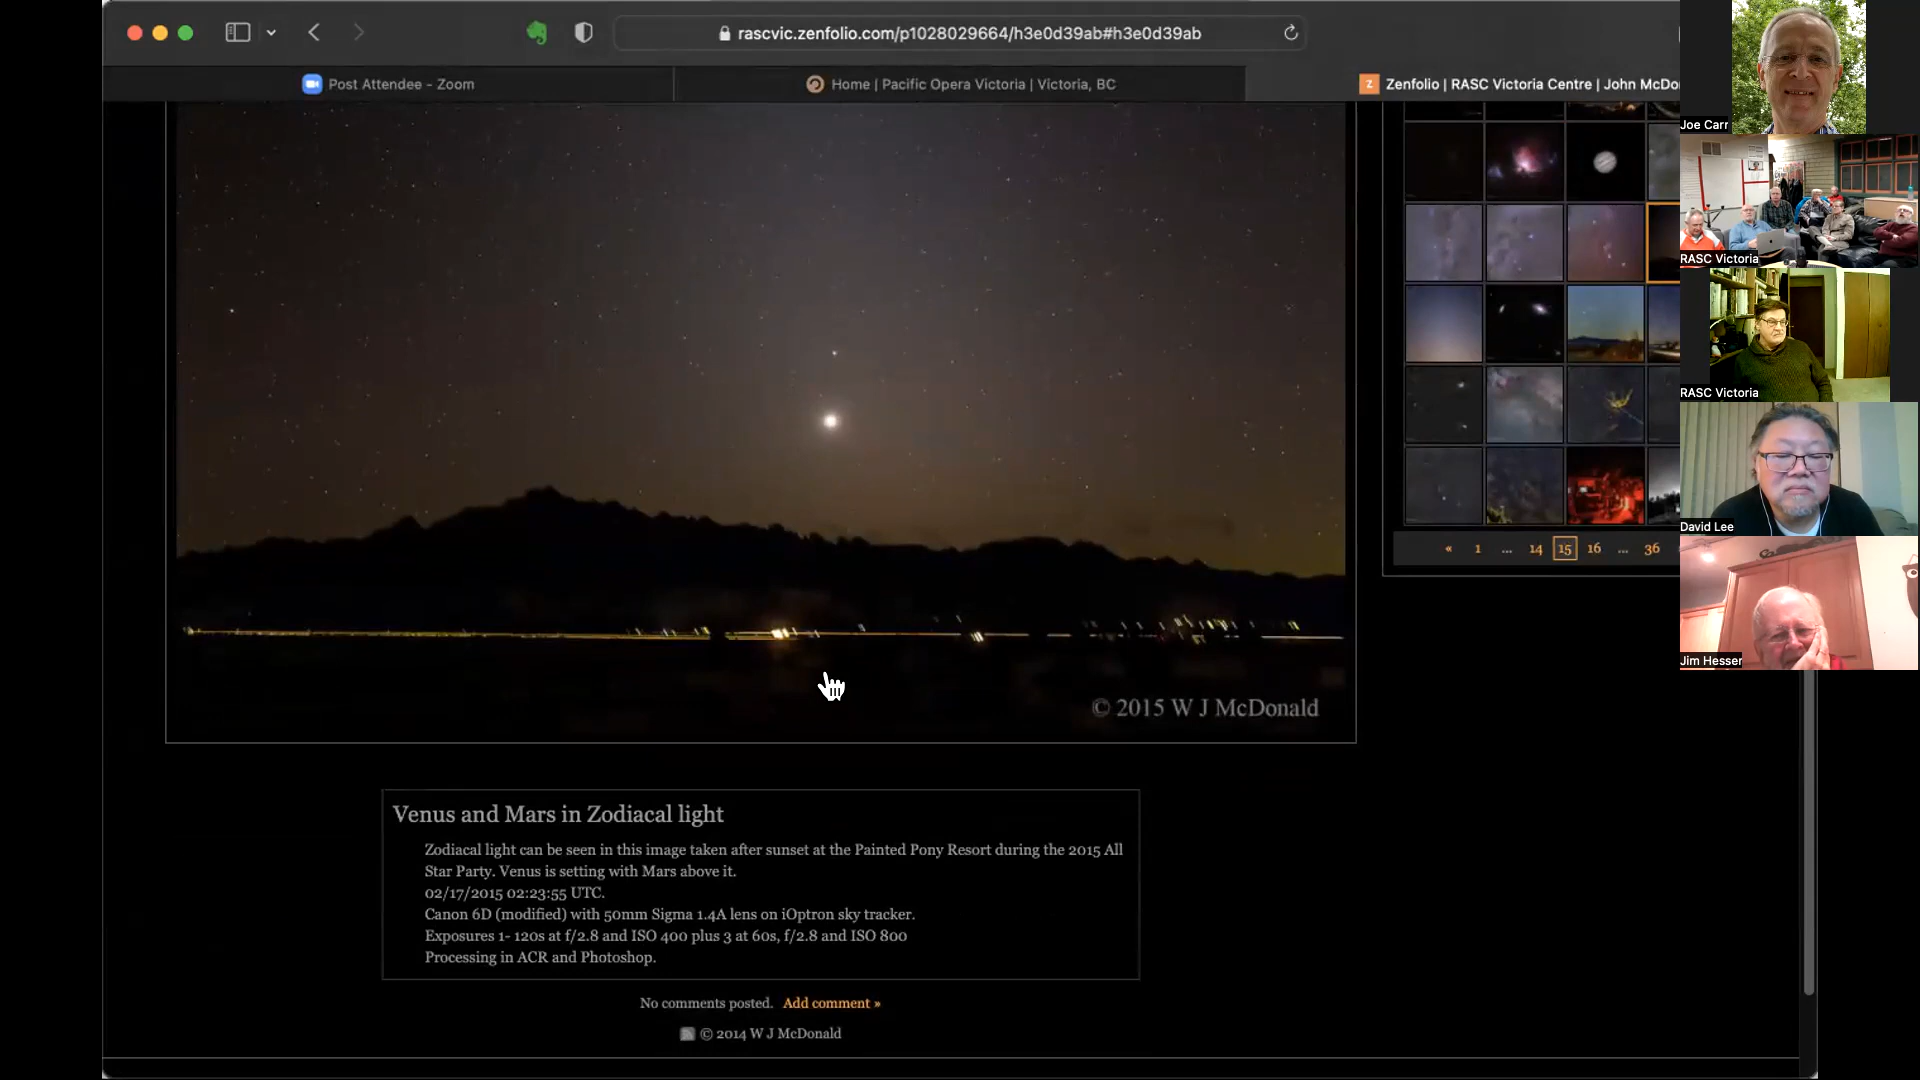 rascvic.zenfolio.com/p1028029664/h3e0d39ab#h3e0d39ab
Post Attendee - Zoom
Home | Pacific Opera Victoria | Victoria, BC
Z Zenfolio | RASC Victoria Centre | John McDo
Joe Carr
RASC Victoria
RASC Victoria
David Lee
Jim Hesser
« 1 ... 14 15 16 ... 36
© 2015 W J McDonald
Venus and Mars in Zodiacal light
Zodiacal light can be seen in this image taken after sunset at the Painted Pony Resort during the 2015 All
Star Party. Venus is setting with Mars above it.
02/17/2015 02:23:55 UTC.
Canon 6D (modified) with 50mm Sigma 1.4A lens on iOptron sky tracker.
Exposures 1- 120s at f/2.8 and ISO 400 plus 3 at 60s, f/2.8 and ISO 800
Processing in ACR and Photoshop.
No comments posted. Add comment »
© 2014 W J McDonald